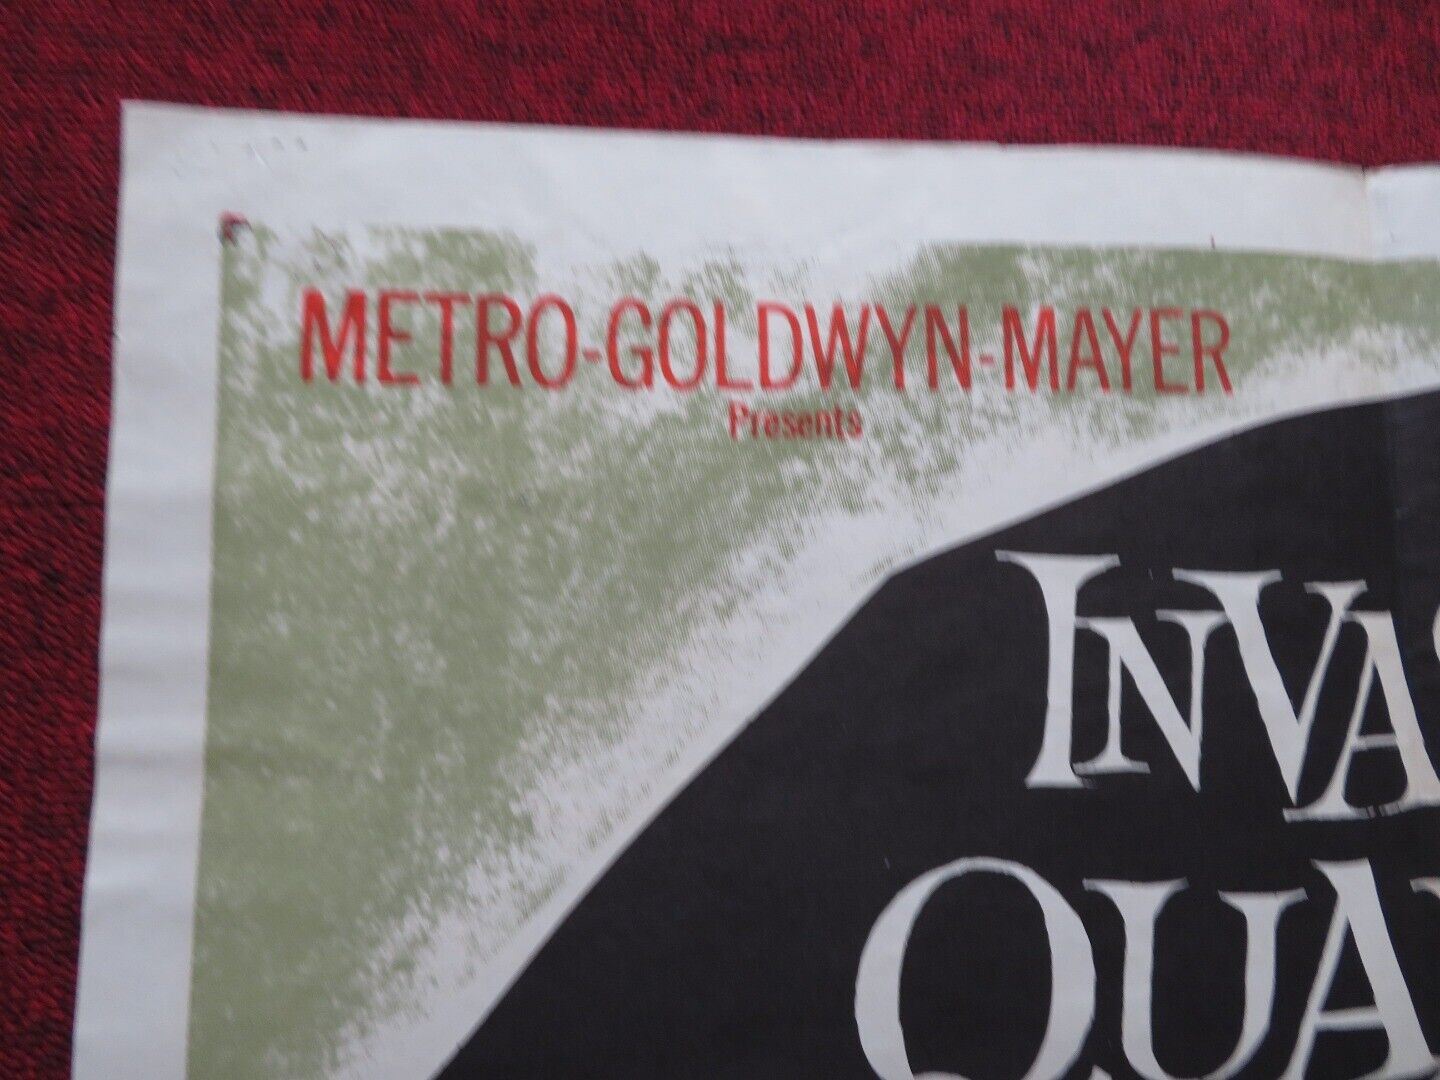 METRO-GOLDWYN-MAYER
Presents
INVAS
QUA